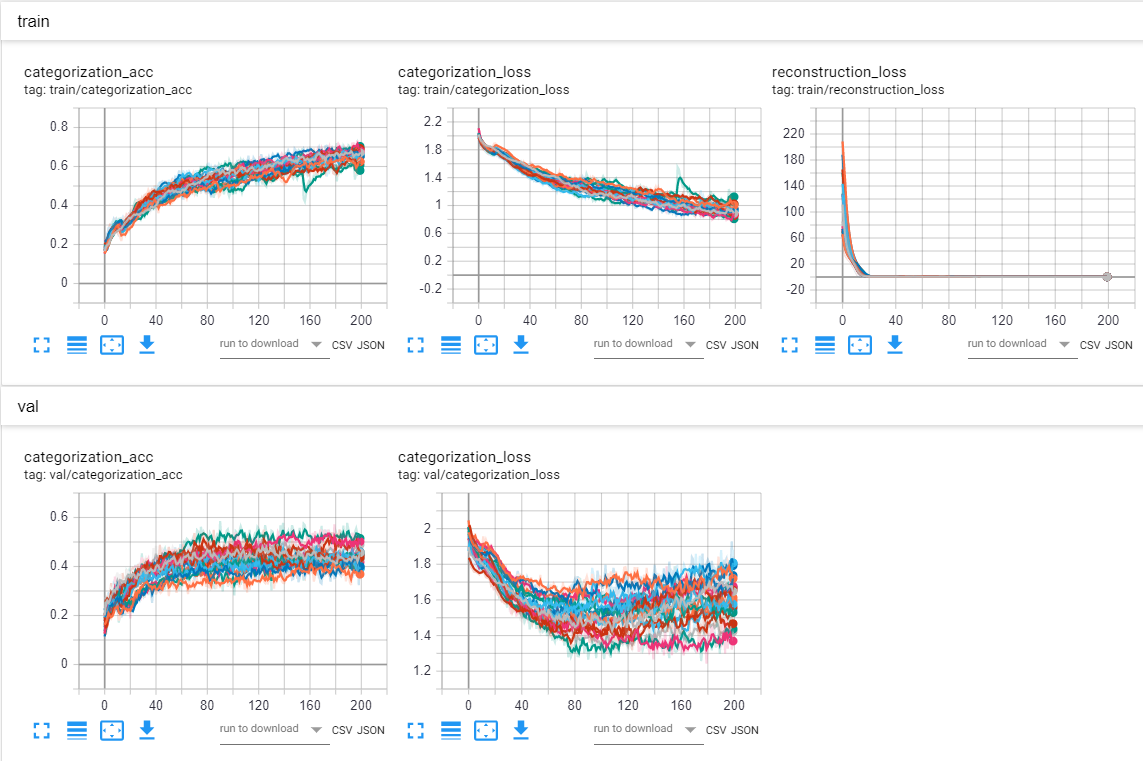 train
categorization_acc
tag: train/categorization_acc
0.8
0.6
0.4
0.2
0
0 40 80 120 160 200
run to download CSV JSON
categorization_loss
tag: train/categorization_loss
2.2
1.8
1.4
1
0.6
0.2
-0.2
0 40 80 120 160 200
run to download CSV JSON
reconstruction_loss
tag: train/reconstruction_loss
220
180
140
100
60
20
-20
0 40 80 120 160 200
run to download CSV JSON
val
categorization_acc
tag: val/categorization_acc
0.6
0.4
0.2
0
0 40 80 120 160 200
run to download CSV JSON
categorization_loss
tag: val/categorization_loss
2
1.8
1.6
1.4
1.2
0 40 80 120 160 200
run to download CSV JSON